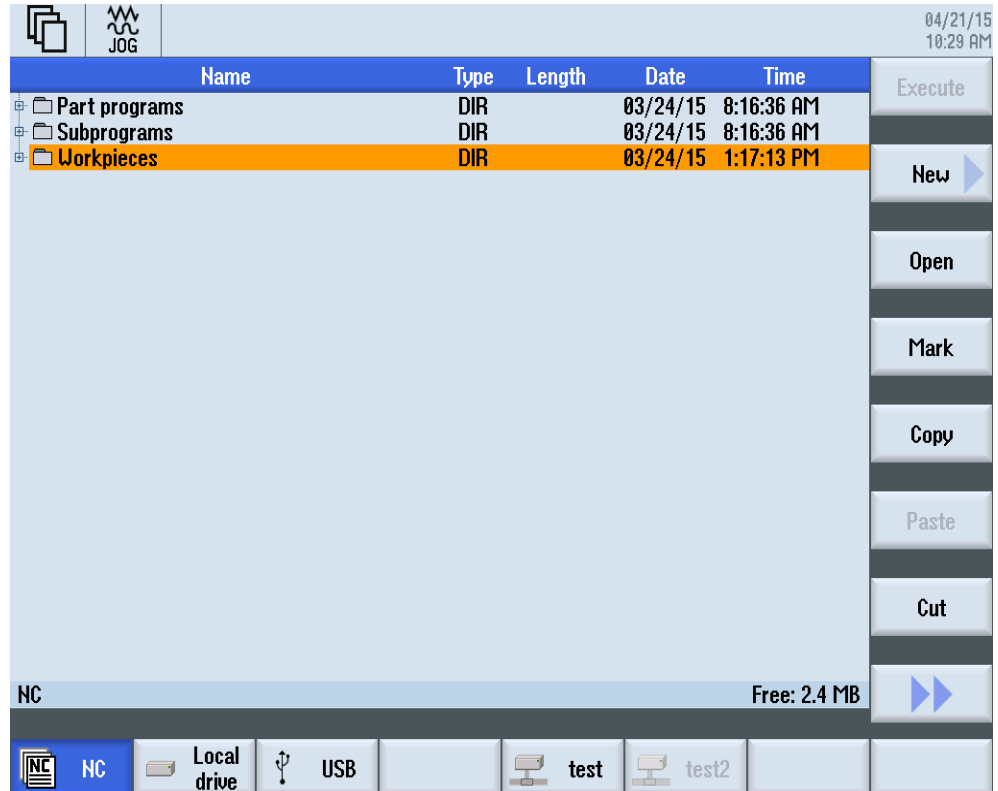 04/21/15
JOG
10:29 AM
Name Type Length Date Time
Execute
Part programs DIR 03/24/15 8:16:36 AM
Subprograms DIR 03/24/15 8:16:36 AM
Workpieces DIR 03/24/15 1:17:13 PM
New
Open
Mark
Copy
Paste
Cut
NC Free: 2.4 MB
NC NC
Local
drive
USB
test
test2